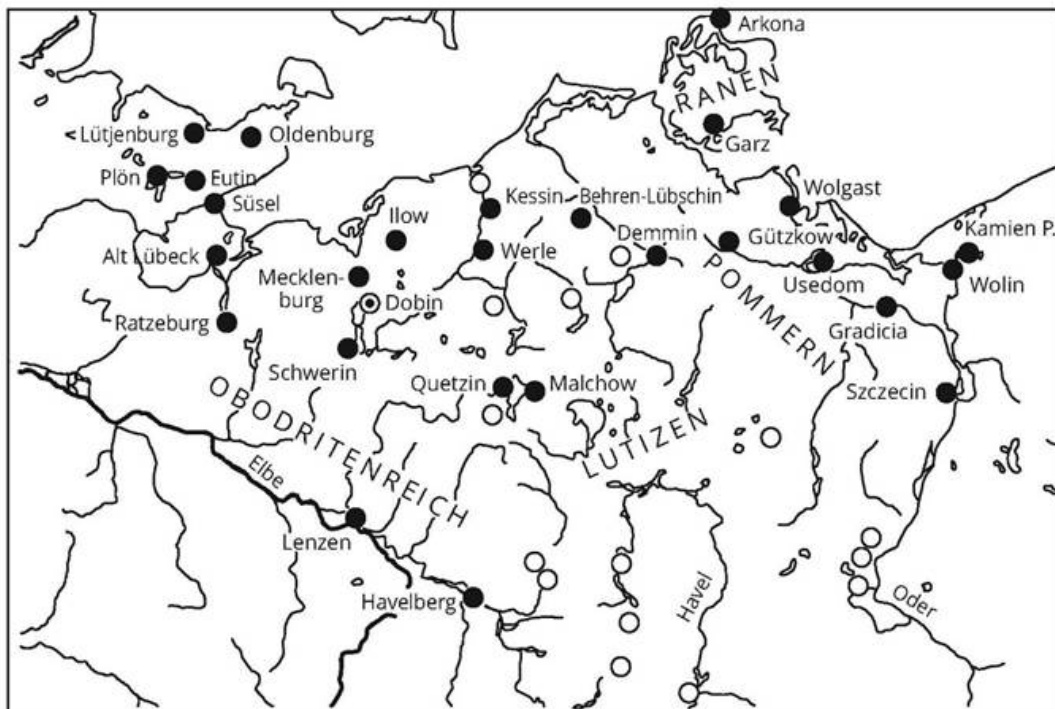 Arkona
RANEN
Garz
< Lütjenburg
Oldenburg
Plön
Eutin
Süsel
Wolgast
Kessin
Behren-Lübschin
Ilow
Kamien P.
Alt Lübeck
Werle
Demmin
Gützkow
Mecklen-
burg
Usedom
Wolin
Dobin
POMMERN
Ratzeburg
Gradicia
Schwerin
Quetzin
Malchow
Szczecin
OBODRITENREICH
LUTIZEN
Elbe
Lenzen
Havelberg
Havel
Oder